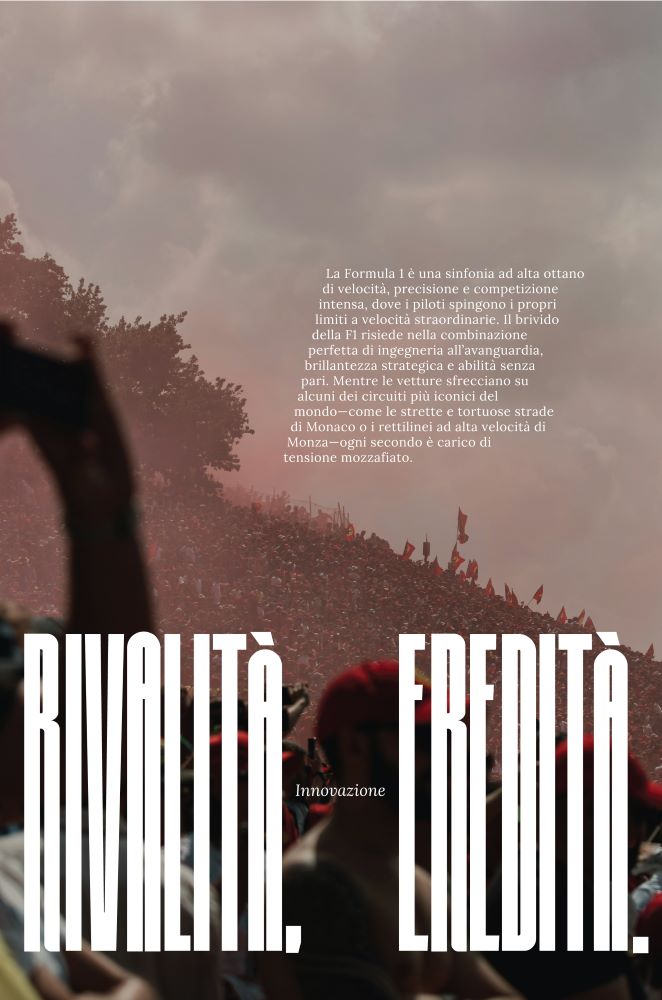 La Formula 1 è una sinfonia ad alta ottano
di velocità, precisione e competizione
intensa, dove i piloti spingono i propri
limiti a velocità straordinarie. Il brivido
della F1 risiede nella combinazione
perfetta di ingegneria all'avanguardia,
brillantezza strategica e abilità senza
pari. Mentre le vetture sfrecciano su
alcuni dei circuiti più iconici del
mondo—come le strette e tortuose strade
di Monaco o i rettilinei ad alta velocità di
Monza—ogni secondo è carico di
tensione mozzafiato.
RIVALITÀ,
Innovazione
EREDITÀ.